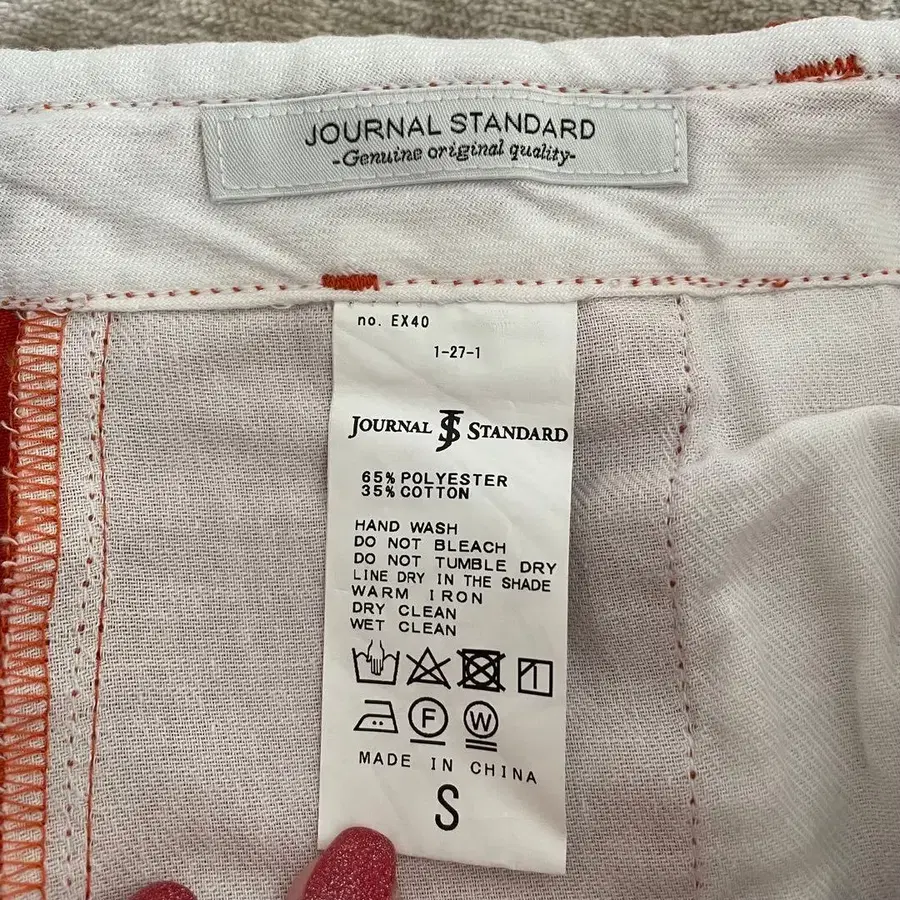 JOURNAL STANDARD
-Genuine original quality-
no. EX40
1-27-1
JOURNAL JS STANDARD
65% POLYESTER
35% COTTON
HAND WASH
DO NOT BLEACH
DO NOT TUMBLE DRY
LINE DRY IN THE SHADE
WARM IRON
DRY CLEAN
WET CLEAN
F W
MADE IN CHINA
S